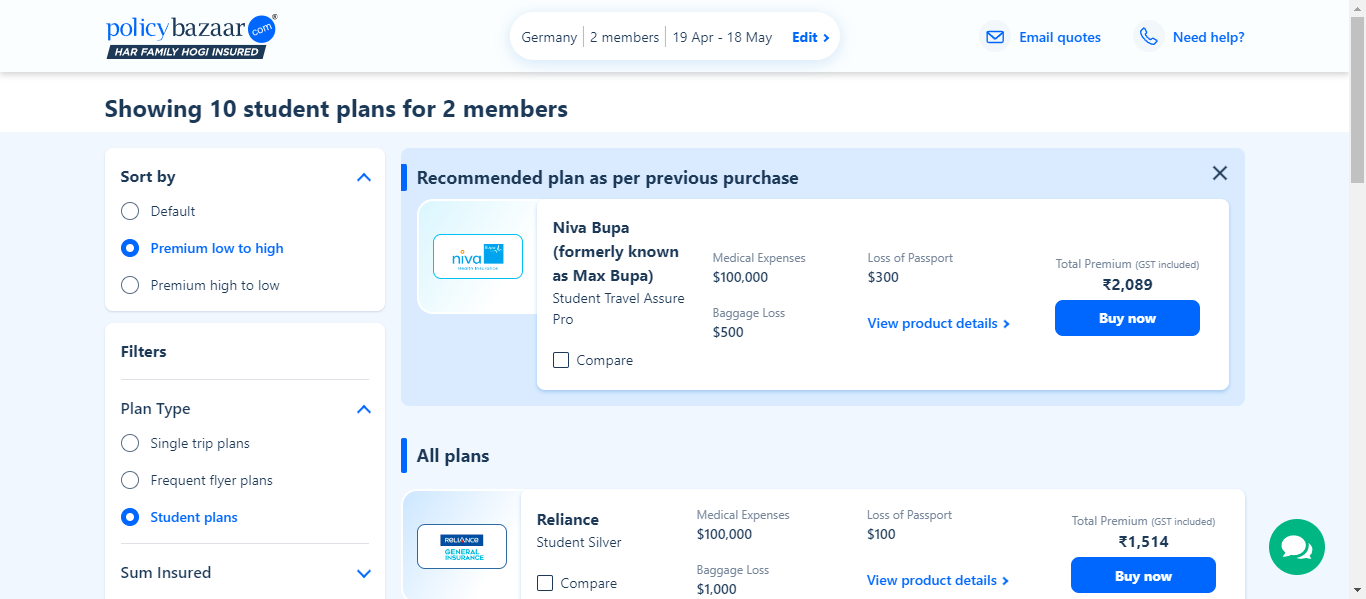 policybazaar.com
HAR FAMILY HOGI INSURED
Germany 2 members 19 Apr - 18 May Edit
Email quotes
Need help?
Showing 10 student plans for 2 members
Sort by
Default
Premium low to high
Premium high to low
Filters
Plan Type
Single trip plans
Frequent flyer plans
Student plans
Sum Insured
Recommended plan as per previous purchase
niva Bupa
Health Insurance
Niva Bupa
(formerly known
as Max Bupa)
Student Travel Assure
Pro
Compare
Medical Expenses
$100,000
Baggage Loss
$500
Loss of Passport
$300
View product details
Total Premium (GST included)
₹2,089
Buy now
All plans
RELIANCE
GENERAL
INSURANCE
Reliance
Student Silver
Compare
Medical Expenses
$100,000
Baggage Loss
$1,000
Loss of Passport
$100
View product details
Total Premium (GST included)
₹1,514
Buy now